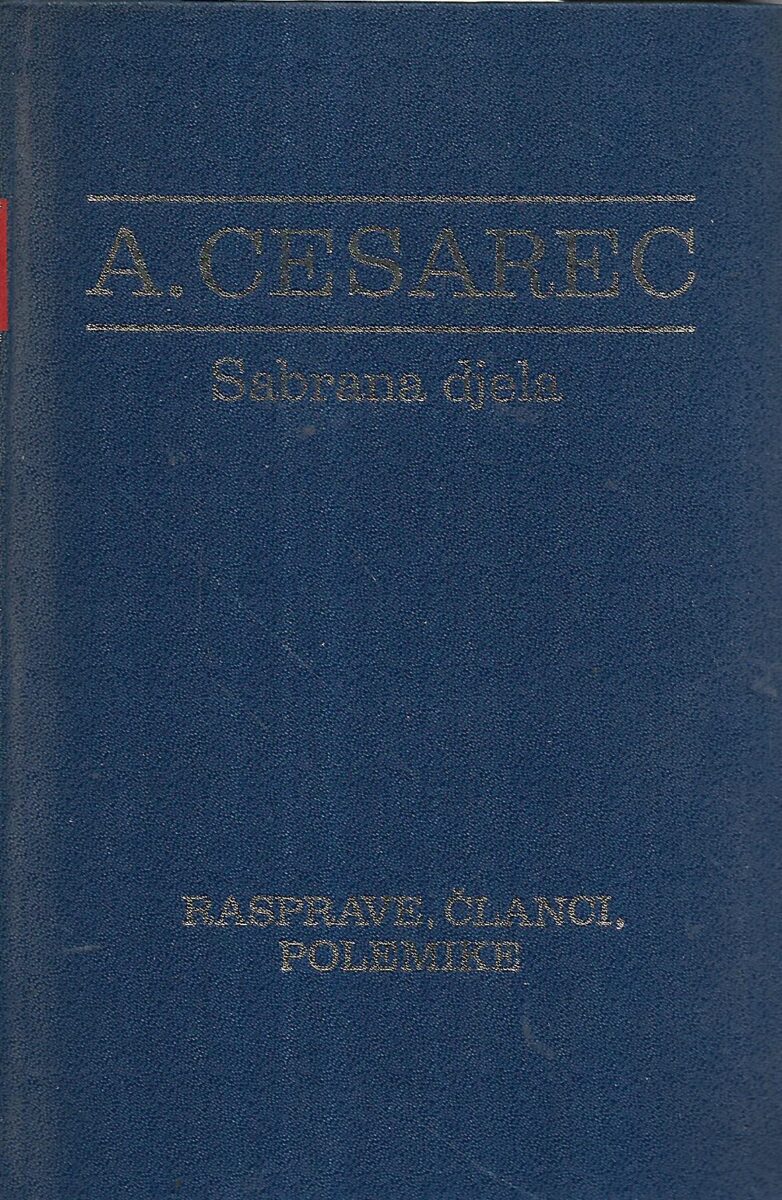 A. CESAREC
Sabrana djela
RASPRAVE, ČLANCI,
POLEMIKE